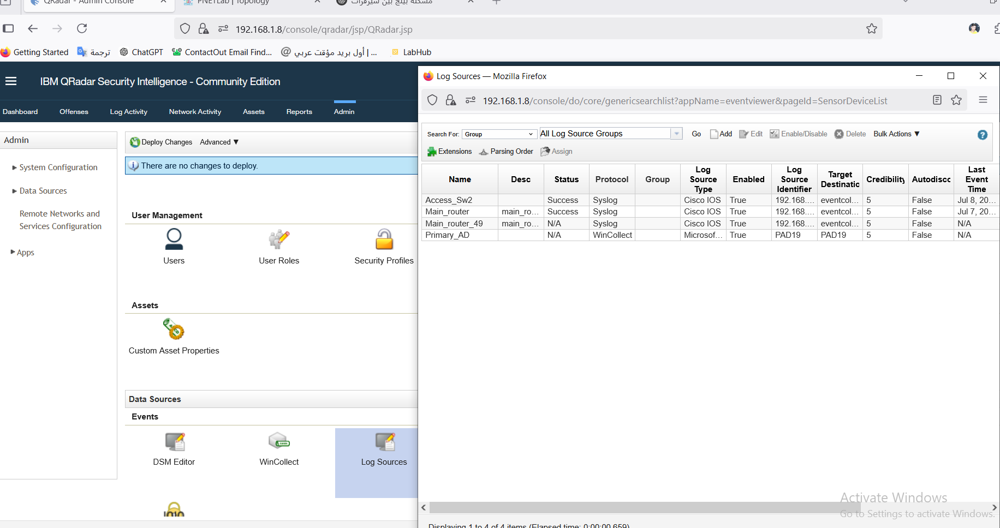 QRadar - Admin Console
PNETLab | Topology
مشكلة بينج بين سيرفرات
192.168.1.8/console/qradar/jsp/QRadar.jsp
Getting Started
ترجمة
ChatGPT
ContactOut Email Find...
أول بريد مؤقت عربي | ...
LabHub
IBM QRadar Security Intelligence - Community Edition
Dashboard Offenses Log Activity Network Activity Assets Reports Admin
Admin
System Configuration
Data Sources
Remote Networks and
Services Configuration
Apps
Deploy Changes Advanced ▼
There are no changes to deploy.
User Management
Users User Roles Security Profiles
Assets
Custom Asset Properties
Data Sources
Events
DSM Editor WinCollect Log Sources
Log Sources — Mozilla Firefox
192.168.1.8/console/do/core/genericsearchlist?appName=eventviewer&pageId=SensorDeviceList
Search For: Group All Log Source Groups Go Add Edit Enable/Disable Delete Bulk Actions ▼
Extensions Parsing Order Assign
Name Desc Status Protocol Group Log Source Type Enabled Log Source Identifier Target Destinatio Credibility Autodisco Last Event Time
Access_Sw2 Success Syslog Cisco IOS True 192.168.... eventcol... 5 False Jul 8, 20...
Main_router main_ro... Success Syslog Cisco IOS True 192.168.... eventcol... 5 False Jul 7, 20...
Main_router_49 main_ro... N/A Syslog Cisco IOS True 192.168.... eventcol... 5 False N/A
Primary_AD N/A WinCollect Microsof... True PAD19 PAD19 5 False N/A
Activate Windows
Go to Settings to activate Windows.
Displaying 1 to 4 of 4 items (Elapsed time: 0:00:00.659)